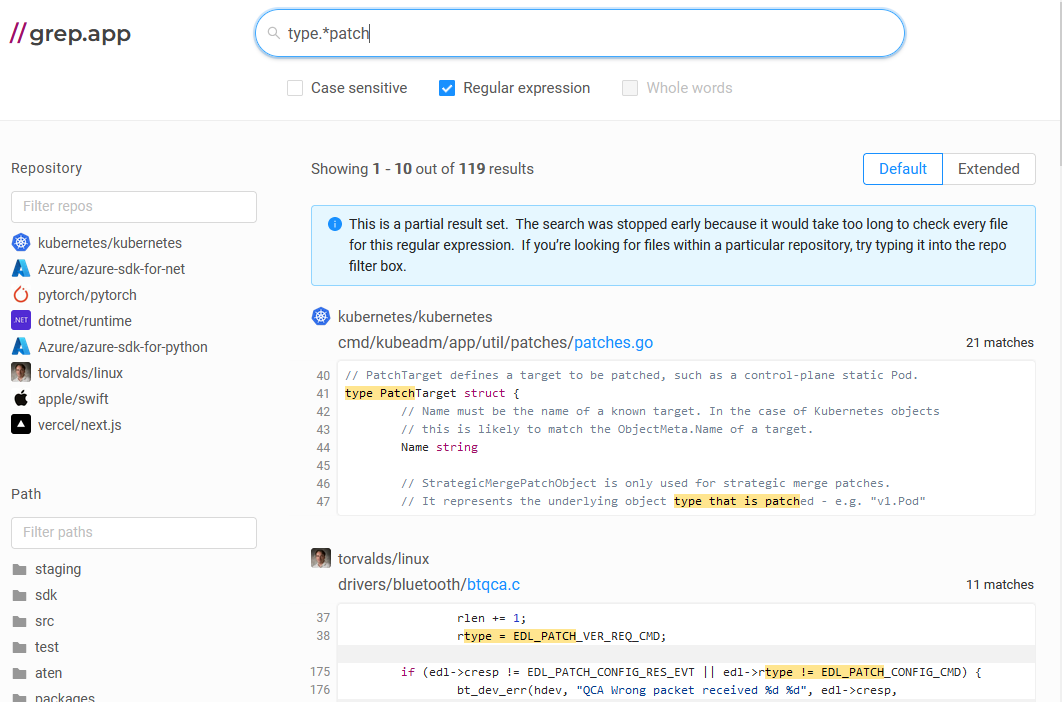 //grep.app
type.*patch
Case sensitive
Regular expression
Whole words
Repository
Filter repos
kubernetes/kubernetes
Azure/azure-sdk-for-net
pytorch/pytorch
.NET dotnet/runtime
Azure/azure-sdk-for-python
torvalds/linux
apple/swift
vercel/next.js
Path
Filter paths
staging
sdk
src
test
aten
packages
Showing 1 - 10 out of 119 results
Default
Extended
This is a partial result set. The search was stopped early because it would take too long to check every file
for this regular expression. If you're looking for files within a particular repository, try typing it into the repo
filter box.
kubernetes/kubernetes
cmd/kubeadm/app/util/patches/patches.go
21 matches
40 // PatchTarget defines a target to be patched, such as a control-plane static Pod.
41 type PatchTarget struct {
42 // Name must be the name of a known target. In the case of Kubernetes objects
43 // this is likely to match the ObjectMeta.Name of a target.
44 Name string
45
46 // StrategicMergePatchObject is only used for strategic merge patches.
47 // It represents the underlying object type that is patched - e.g. "v1.Pod"
torvalds/linux
drivers/bluetooth/btqca.c
11 matches
37 rlen += 1;
38 rtype = EDL_PATCH_VER_REQ_CMD;
175 if (edl->cresp != EDL_PATCH_CONFIG_RES_EVT || edl->rtype != EDL_PATCH_CONFIG_CMD) {
176 bt_dev_err(hdev, "QCA Wrong packet received %d %d", edl->cresp,